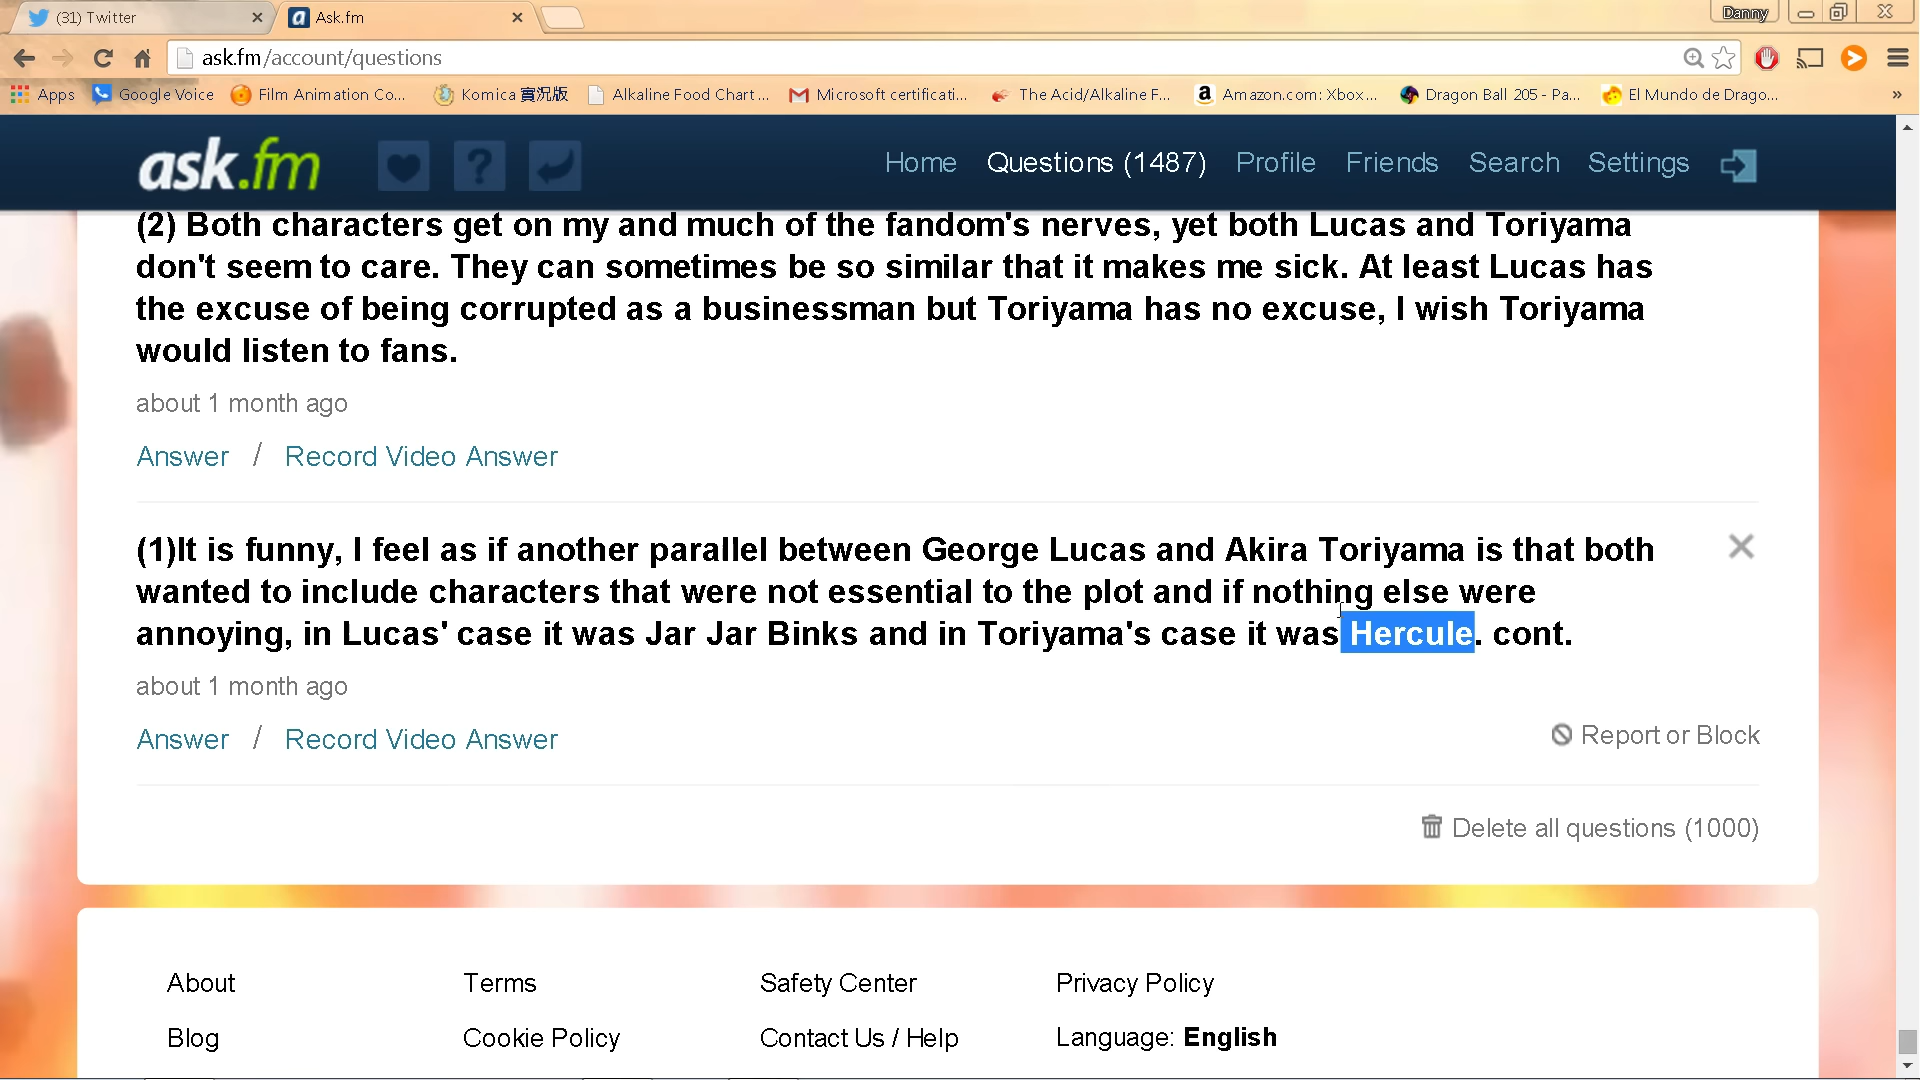 (31) Twitter
Ask.fm
Danny
ask.fm/account/questions
Apps
Google Voice
Film Animation Co...
Komica 實況版
Alkaline Food Chart ...
Microsoft certificati...
The Acid/Alkaline F...
Amazon.com: Xbox...
Dragon Ball 205 - Pa...
El Mundo de Drago...
»
ask.fm
Home
Questions (1487)
Profile
Friends
Search
Settings
(2) Both characters get on my and much of the fandom's nerves, yet both Lucas and Toriyama
don't seem to care. They can sometimes be so similar that it makes me sick. At least Lucas has
the excuse of being corrupted as a businessman but Toriyama has no excuse, I wish Toriyama
would listen to fans.
about 1 month ago
Answer / Record Video Answer
(1)It is funny, I feel as if another parallel between George Lucas and Akira Toriyama is that both
wanted to include characters that were not essential to the plot and if nothing else were
annoying, in Lucas' case it was Jar Jar Binks and in Toriyama's case it was Hercule. cont.
about 1 month ago
Answer / Record Video Answer
Report or Block
Delete all questions (1000)
About
Terms
Safety Center
Privacy Policy
Blog
Cookie Policy
Contact Us / Help
Language: English